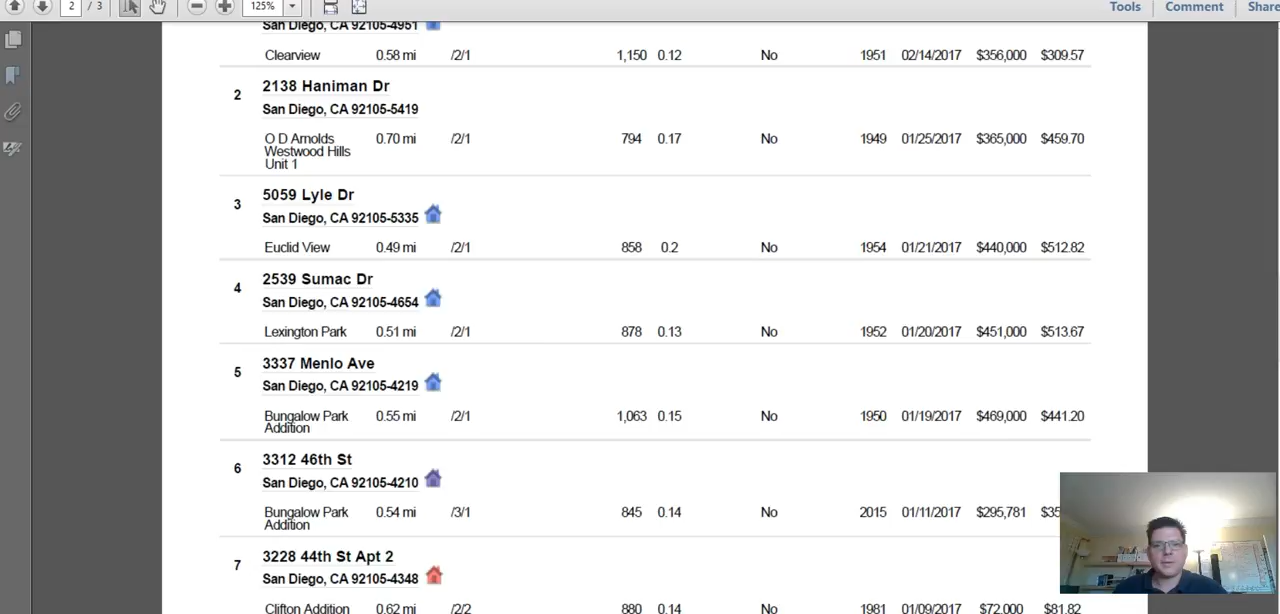 2 / 3 125% Tools Comment Share
San Diego, CA 92105-4951
Clearview 0.58 mi /2/1 1,150 0.12 No 1951 02/14/2017 $356,000 $309.57
2 2138 Haniman Dr
San Diego, CA 92105-5419
O D Arnolds 0.70 mi /2/1 794 0.17 No 1949 01/25/2017 $365,000 $459.70
Westwood Hills
Unit 1
3 5059 Lyle Dr
San Diego, CA 92105-5335
Euclid View 0.49 mi /2/1 858 0.2 No 1954 01/21/2017 $440,000 $512.82
4 2539 Sumac Dr
San Diego, CA 92105-4654
Lexington Park 0.51 mi /2/1 878 0.13 No 1952 01/20/2017 $451,000 $513.67
5 3337 Menlo Ave
San Diego, CA 92105-4219
Bungalow Park 0.55 mi /2/1 1,063 0.15 No 1950 01/19/2017 $469,000 $441.20
Addition
6 3312 46th St
San Diego, CA 92105-4210
Bungalow Park 0.54 mi /3/1 845 0.14 No 2015 01/11/2017 $295,781
Addition
7 3228 44th St Apt 2
San Diego, CA 92105-4348
Clifton Addition 0.62 mi /2/2 880 0.14 No 1981 01/09/2017 $72,000 $81.82